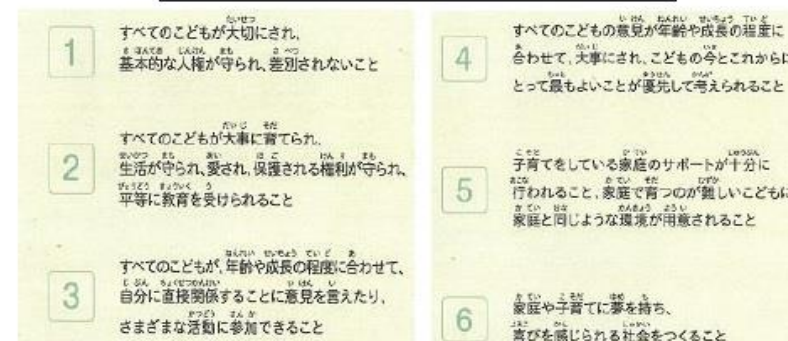 1
すべてのこどもが大切にされ、
基本的な人権が守られ、差別されないこと
2
すべてのこどもが大事に育てられ、
生活が守られ、愛され、保護される権利が守られ、
平等に教育を受けられること
3
すべてのこどもが、年齢や成長の程度に合わせて、
自分に直接関係することに意見を言えたり、
さまざまな活動に参加できること
4
すべてのこどもの意見が年齢や成長の程度に
合わせて、大事にされ、こどもの今とこれからに
とって最もよいことが優先して考えられること
5
子育てをしている家庭のサポートが十分に
行われること、家庭で育つのが難しいこどもに
家庭と同じような環境が用意されること
6
家庭や子育てに夢を持ち、
喜びを感じられる社会をつくること